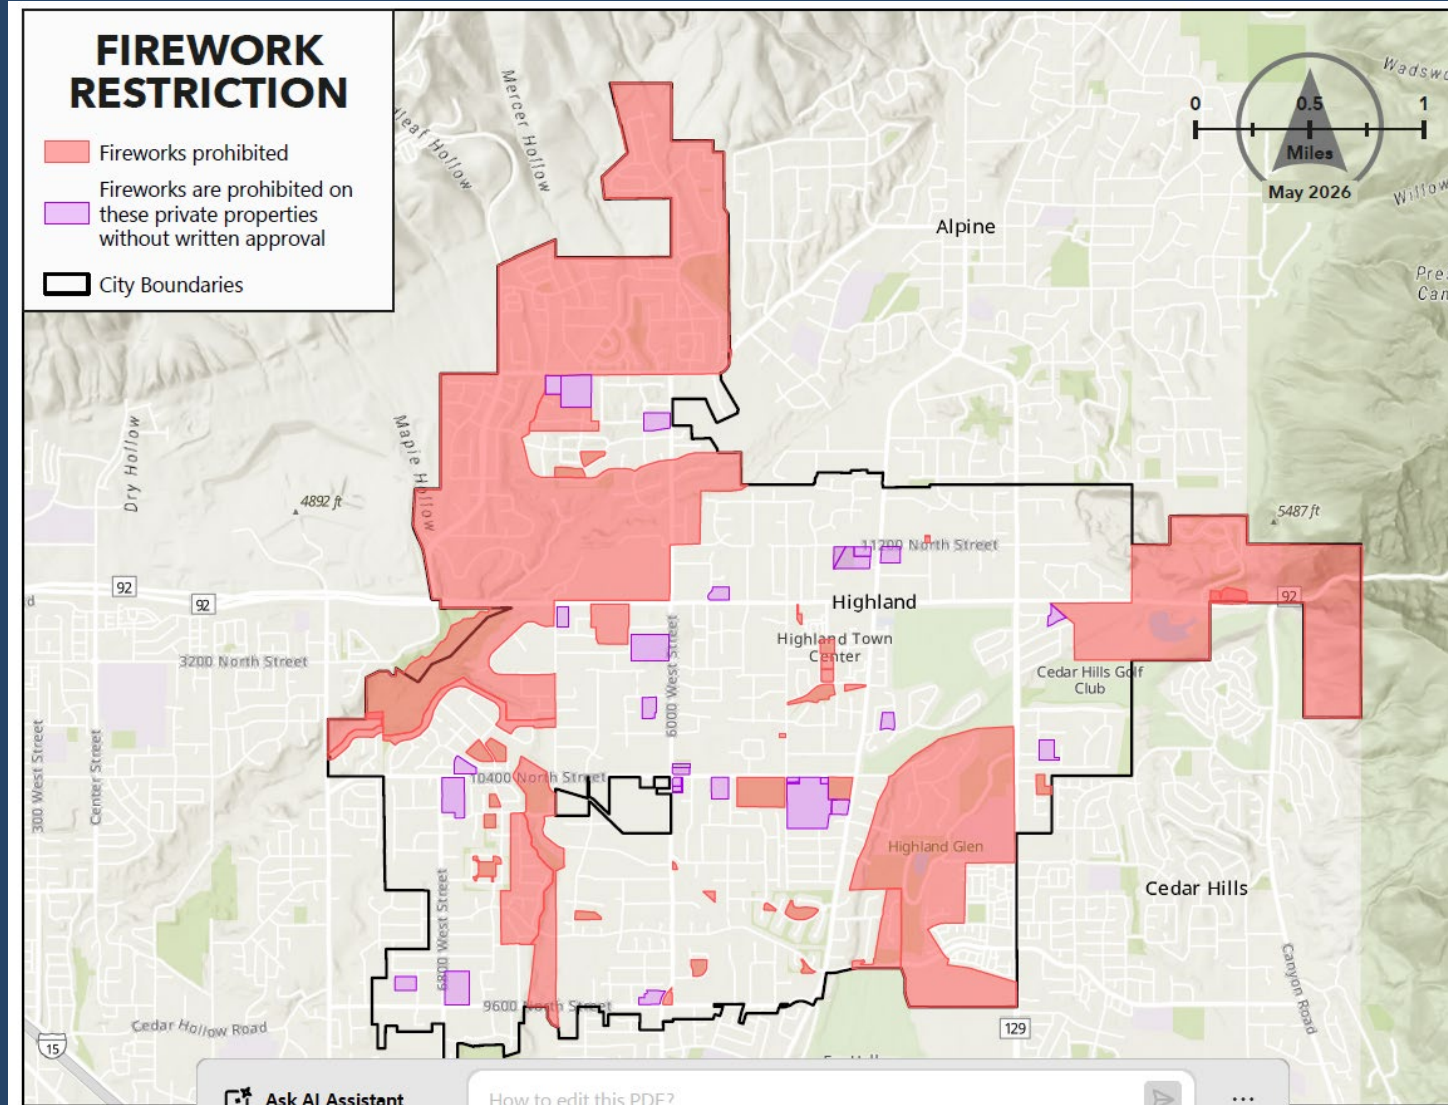 FIREWORK
RESTRICTION
Fireworks prohibited
Fireworks are prohibited on
these private properties
without written approval
City Boundaries
0
0.5
1
Miles
May 2026
Mercer Hollow
Hollow
Alpine
Dry Hollow
Maple Hollow
4892 ft
5487 ft
11200 North Street
92
92
92
Highland
Highland Town
Center
3200 North Street
6000 West Street
Cedar Hills Golf
Club
300 West Street
Center Street
10400 North Street
Highland Glen
Cedar Hills
6800 West Street
Canyon Road
9600 North Street
Cedar Hollow Road
129
15
Ask AI Assistant
How to edit this PDF?
...